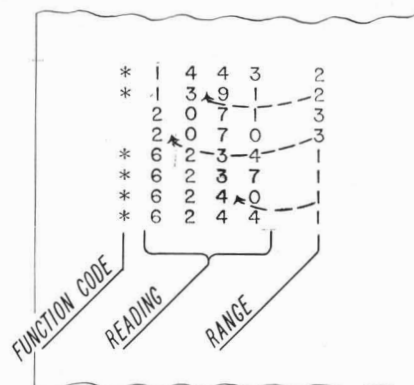 * 1 4 4 3 2
* 1 3 9 1 2
2 0 7 1 3
2 0 7 0 3
* 6 2 3 4 1
* 6 2 3 7 1
* 6 2 4 0 1
* 6 2 4 4 1
FUNCTION CODE
READING
RANGE